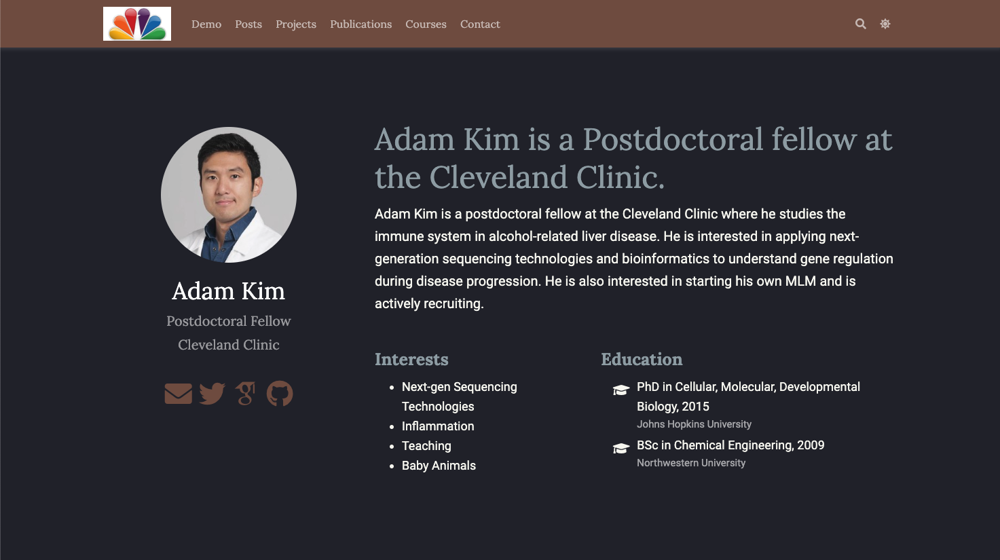 Demo Posts Projects Publications Courses Contact
Adam Kim is a Postdoctoral fellow at
the Cleveland Clinic.
Adam Kim is a postdoctoral fellow at the Cleveland Clinic where he studies the
immune system in alcohol-related liver disease. He is interested in applying next-
generation sequencing technologies and bioinformatics to understand gene regulation
during disease progression. He is also interested in starting his own MLM and is
actively recruiting.
Adam Kim
Postdoctoral Fellow
Cleveland Clinic
Interests
Next-gen Sequencing
Technologies
Inflammation
Teaching
Baby Animals
Education
PhD in Cellular, Molecular, Developmental
Biology, 2015
Johns Hopkins University
BSc in Chemical Engineering, 2009
Northwestern University